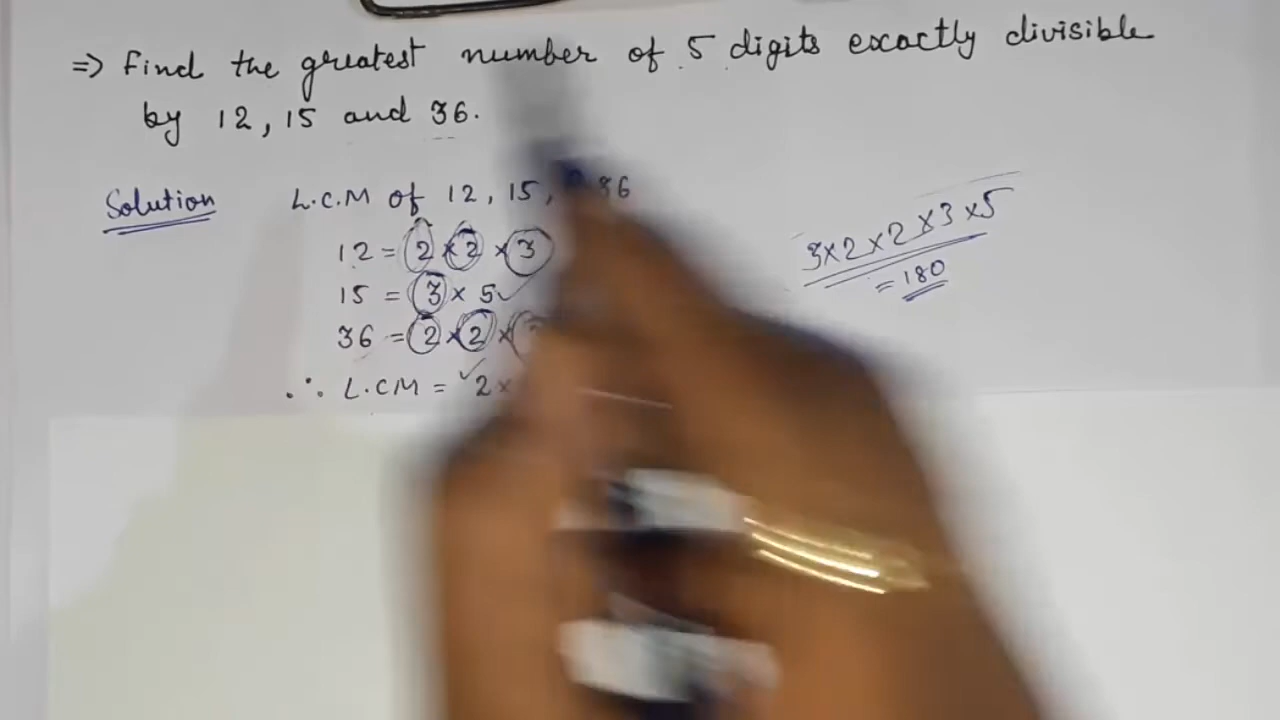 => Find the greatest number of 5 digits exactly divisible
by 12, 15 and 36.
Solution
L.C.M of 12, 15, 36
12 = 2 × 2 × 3
15 = 3 × 5 ✓
36 = 2 × 2 ×
∴ L.C.M = ✓2 ×
3×2×2×3×5
= 180